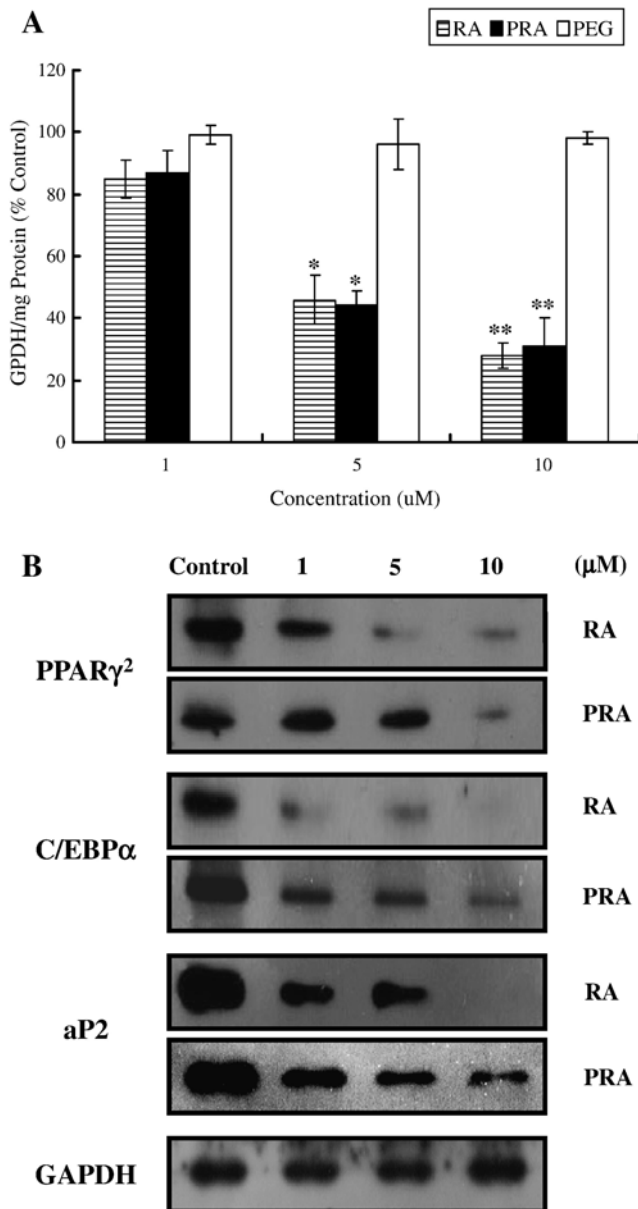 A
RA PRA PEG
120
100
80
60
40
20
0
GPDH/mg Protein (% Control)
* *
** **
1 5 10
Concentration (uM)
B
Control 1 5 10 (μM)
PPARγ²
RA
PRA
C/EBPα
RA
PRA
aP2
RA
PRA
GAPDH